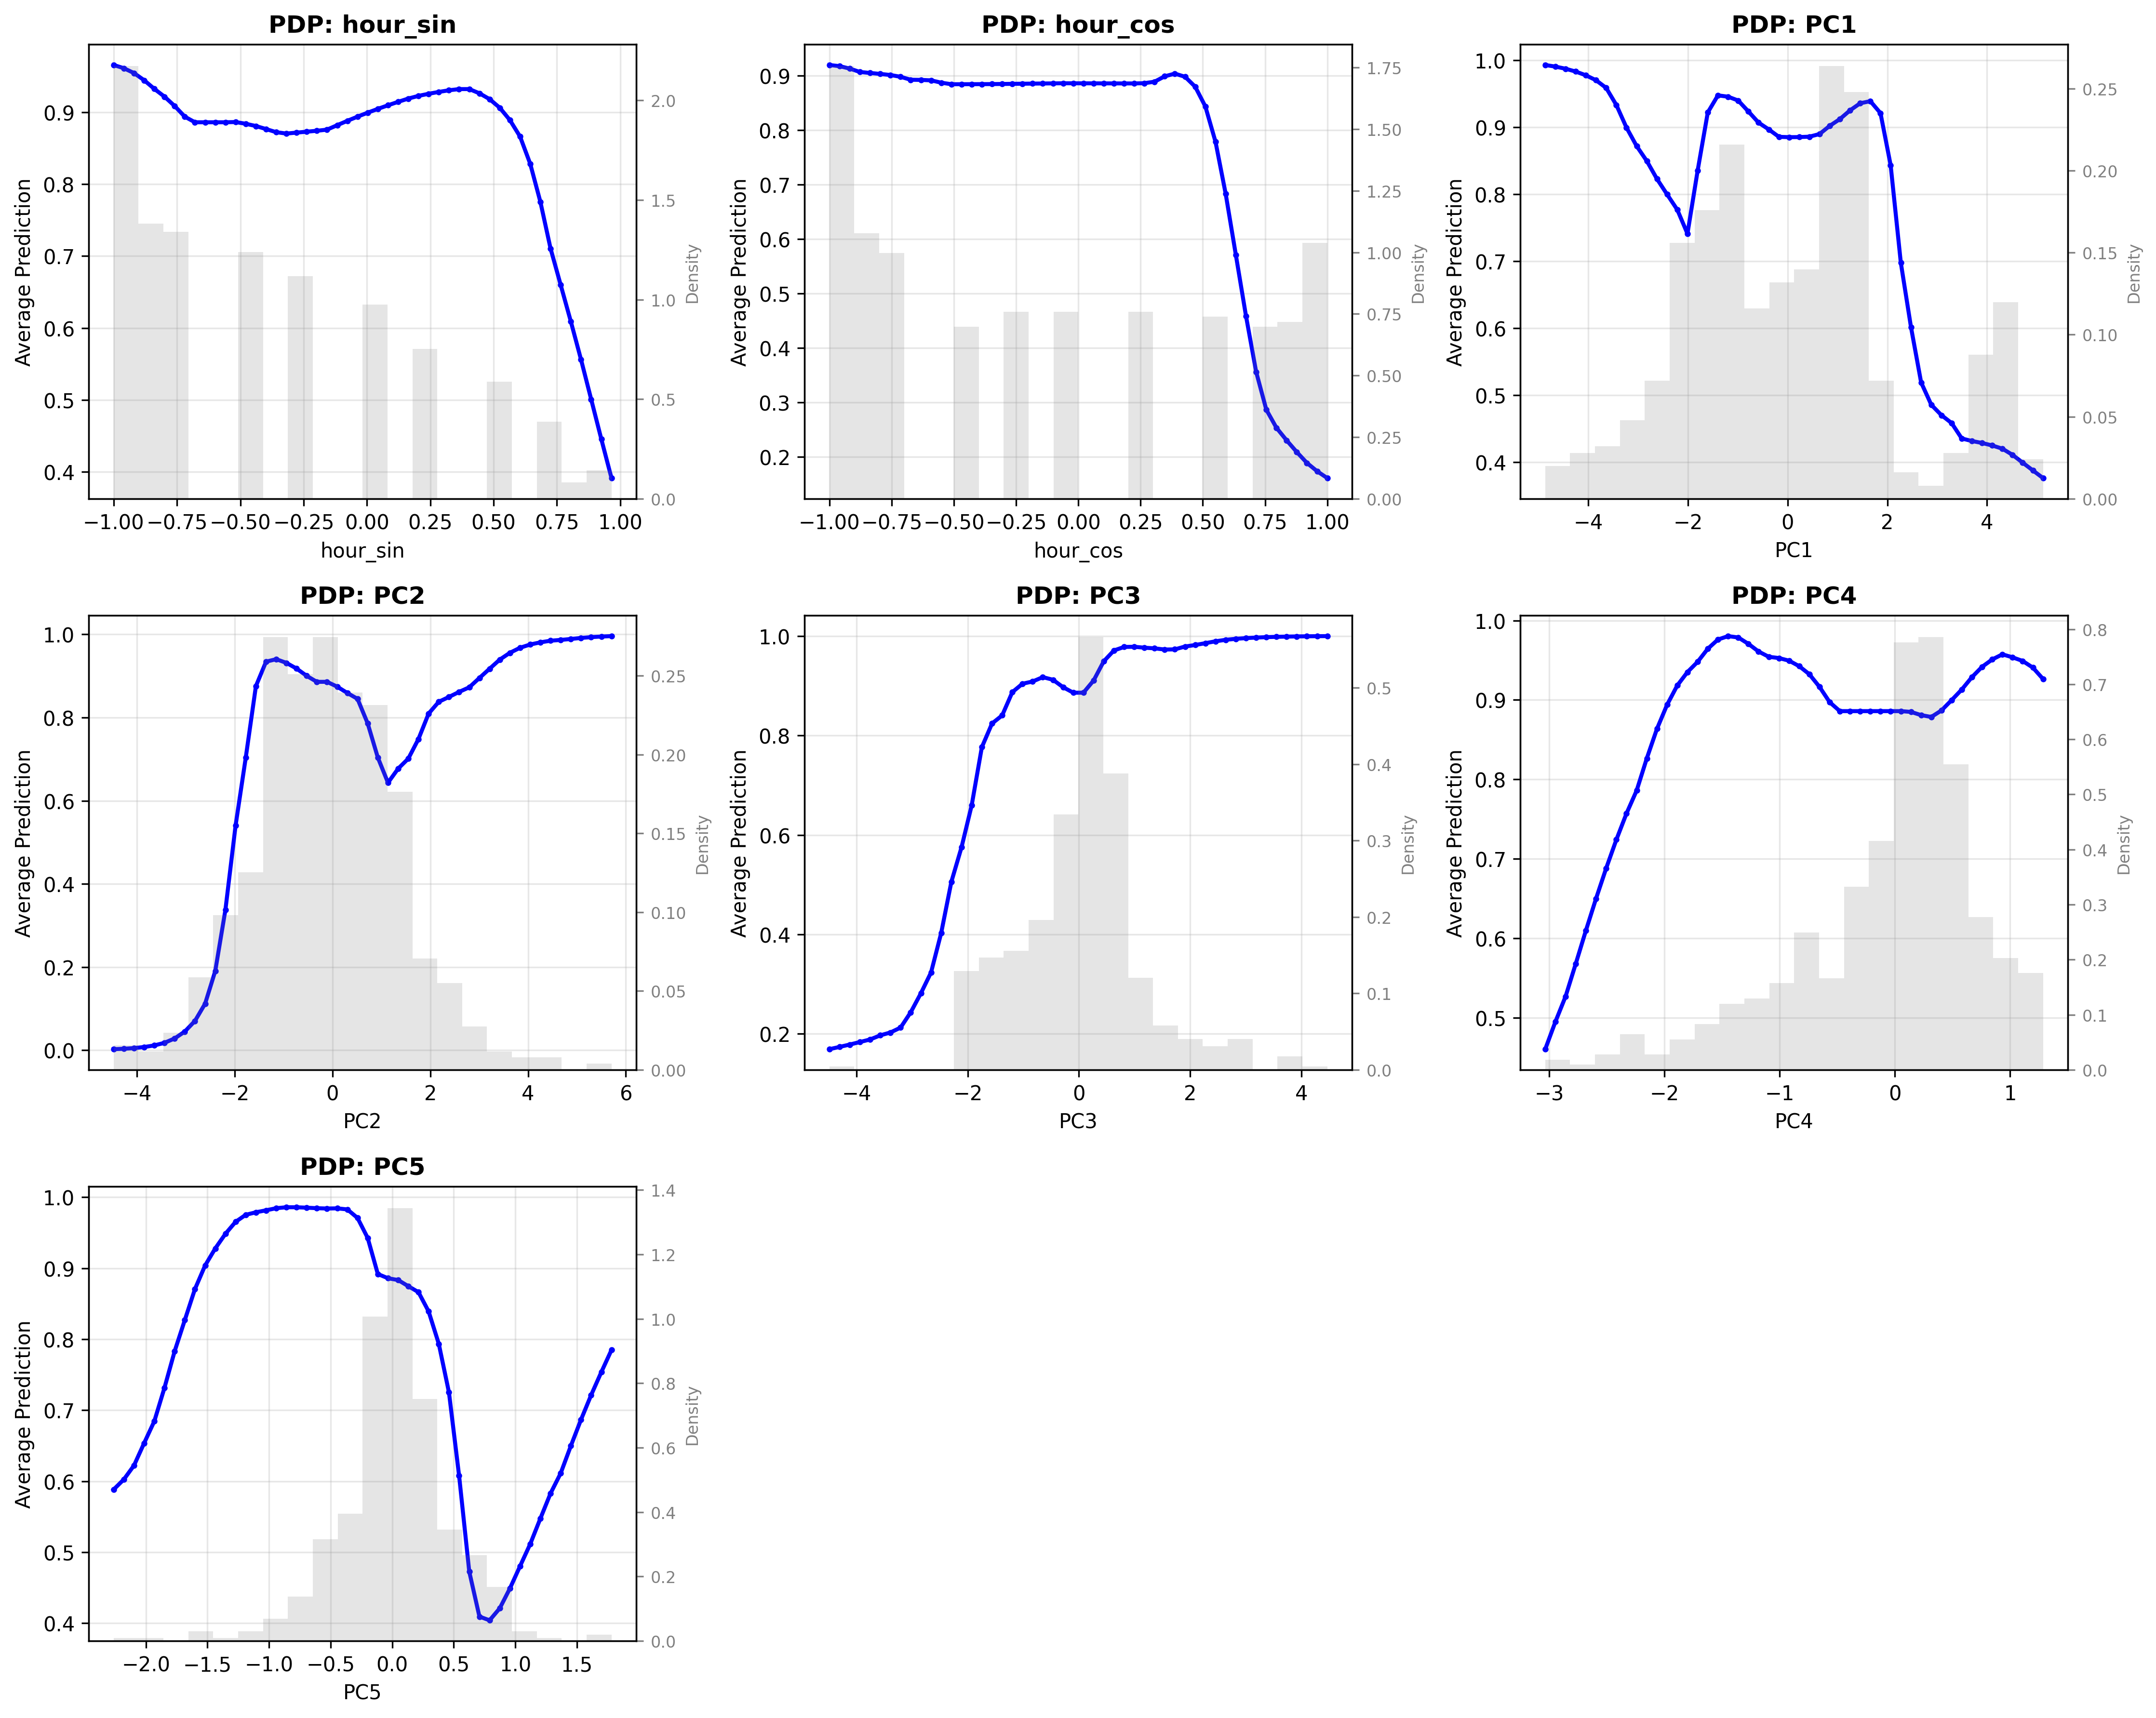 PDP: hour_sin
Average Prediction
0.9
0.8
0.7
0.6
0.5
0.4
2.0
1.5
1.0
0.5
0.0
Density
−1.00 −0.75 −0.50 −0.25 0.00 0.25 0.50 0.75 1.00
hour_sin
PDP: hour_cos
Average Prediction
0.9
0.8
0.7
0.6
0.5
0.4
0.3
0.2
1.75
1.50
1.25
1.00
0.75
0.50
0.25
0.00
Density
−1.00 −0.75 −0.50 −0.25 0.00 0.25 0.50 0.75 1.00
hour_cos
PDP: PC1
Average Prediction
1.0
0.9
0.8
0.7
0.6
0.5
0.4
0.25
0.20
0.15
0.10
0.05
0.00
Density
−4 −2 0 2 4
PC1
PDP: PC2
Average Prediction
1.0
0.8
0.6
0.4
0.2
0.0
0.25
0.20
0.15
0.10
0.05
0.00
Density
−4 −2 0 2 4 6
PC2
PDP: PC3
Average Prediction
1.0
0.8
0.6
0.4
0.2
0.5
0.4
0.3
0.2
0.1
0.0
Density
−4 −2 0 2 4
PC3
PDP: PC4
Average Prediction
1.0
0.9
0.8
0.7
0.6
0.5
0.8
0.7
0.6
0.5
0.4
0.3
0.2
0.1
0.0
Density
−3 −2 −1 0 1
PC4
PDP: PC5
Average Prediction
1.0
0.9
0.8
0.7
0.6
0.5
0.4
1.4
1.2
1.0
0.8
0.6
0.4
0.2
0.0
Density
−2.0 −1.5 −1.0 −0.5 0.0 0.5 1.0 1.5
PC5